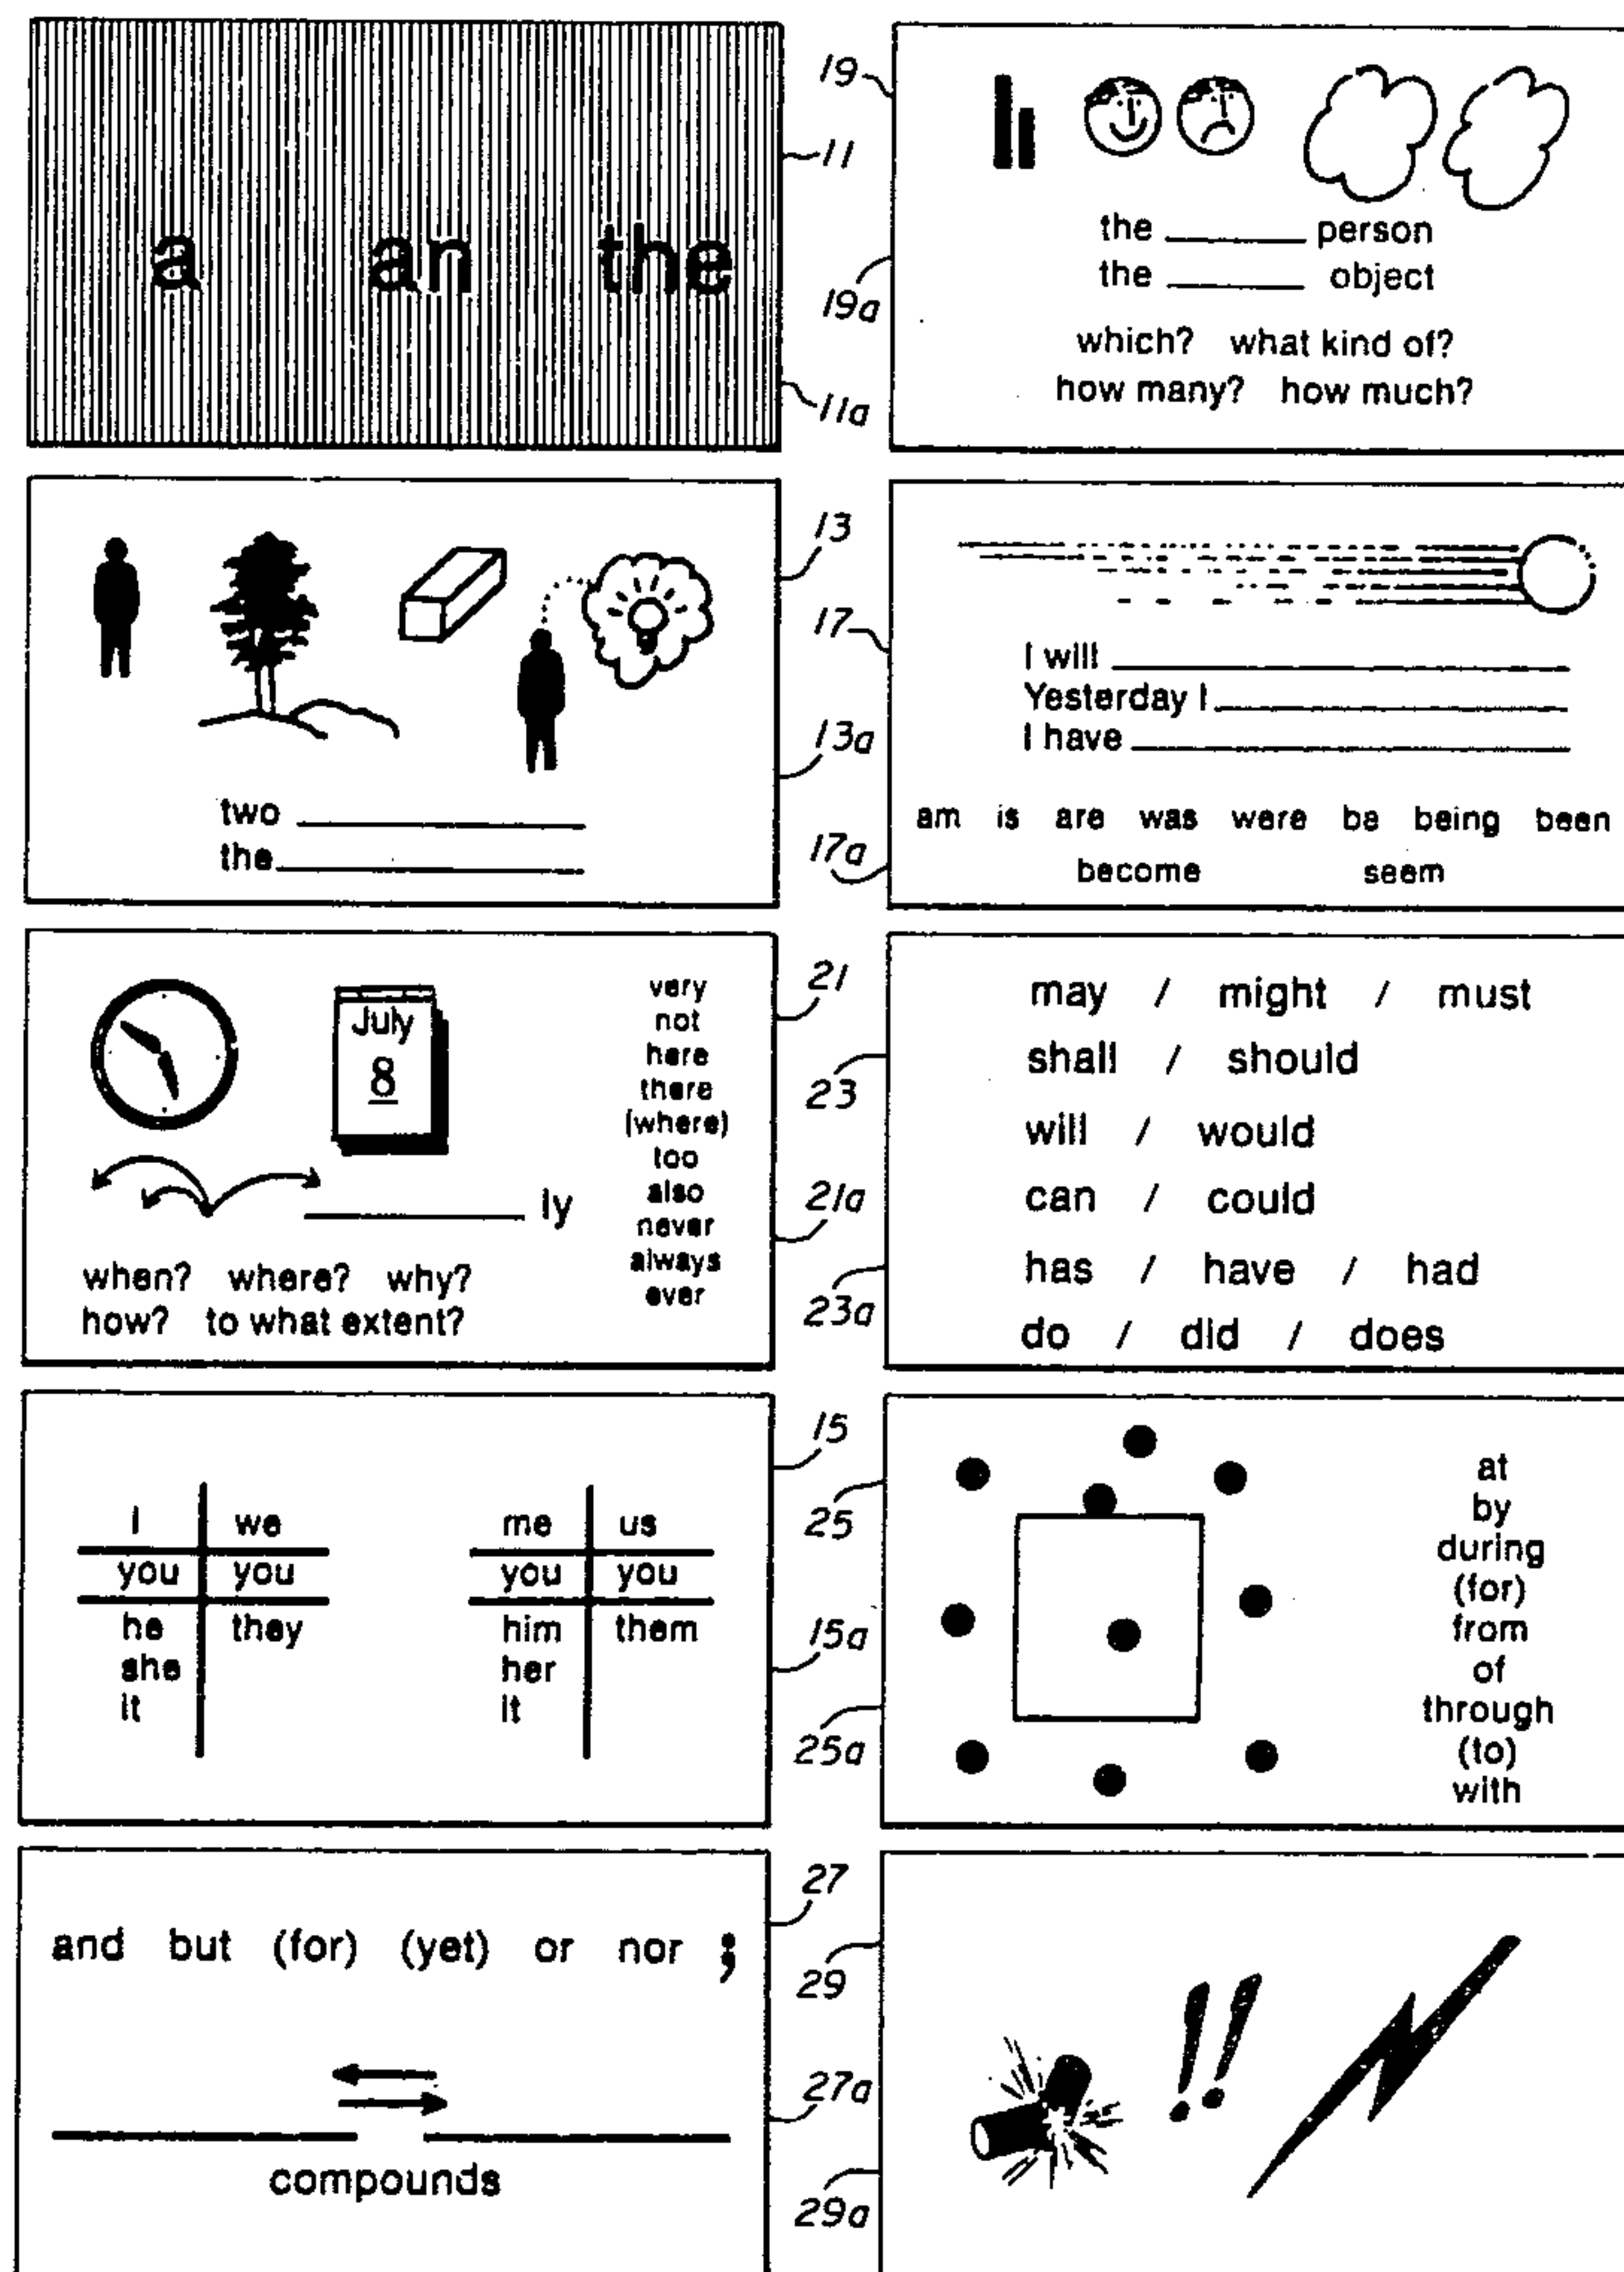 a an the
11
11a
19
19a
the ______ person
the ______ object
which? what kind of?
how many? how much?
two ______
the ______
13
13a
17
17a
I will ______
Yesterday I ______
I have ______
am is are was were be being been
become seem
July
8
______ ly
when? where? why?
how? to what extent?
very
not
here
there
(where)
too
also
never
always
ever
21
21a
23
23a
may / might / must
shall / should
will / would
can / could
has / have / had
do / did / does
I we
you you
he they
she
it
me us
you you
him them
her
it
15
15a
25
25a
at
by
during
(for)
from
of
through
(to)
with
and but (for) (yet) or nor ;
compounds
27
27a
29
29a
!!